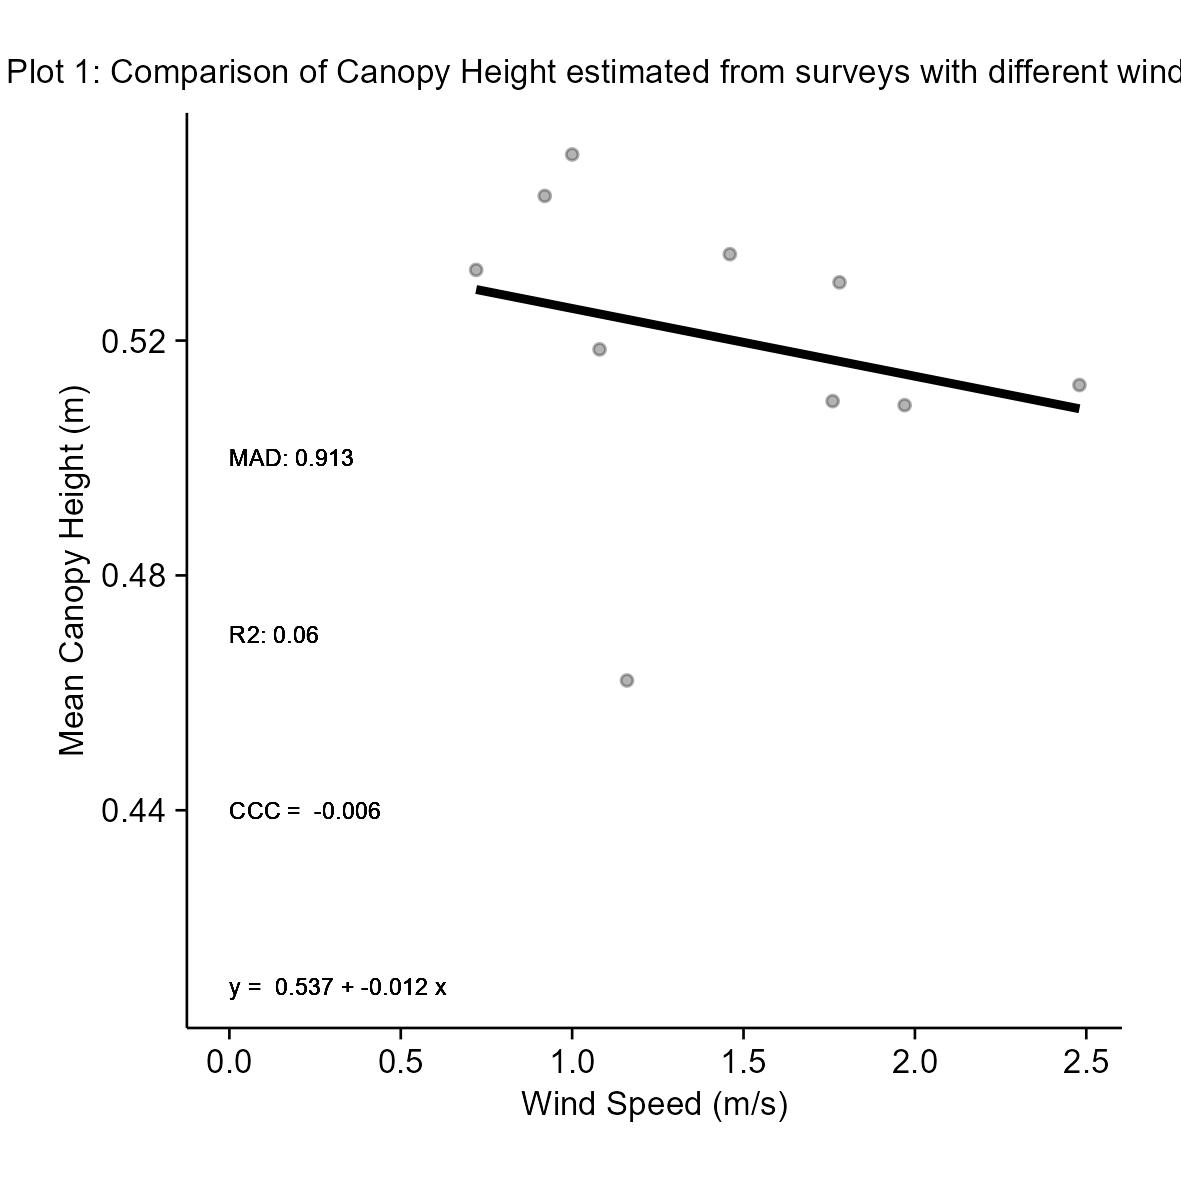 Plot 1: Comparison of Canopy Height estimated from surveys with different wind
Mean Canopy Height (m)
0.52
0.48
0.44
MAD: 0.913
R2: 0.06
CCC =  -0.006
y =  0.537 + -0.012 x
0.0 0.5 1.0 1.5 2.0 2.5
Wind Speed (m/s)